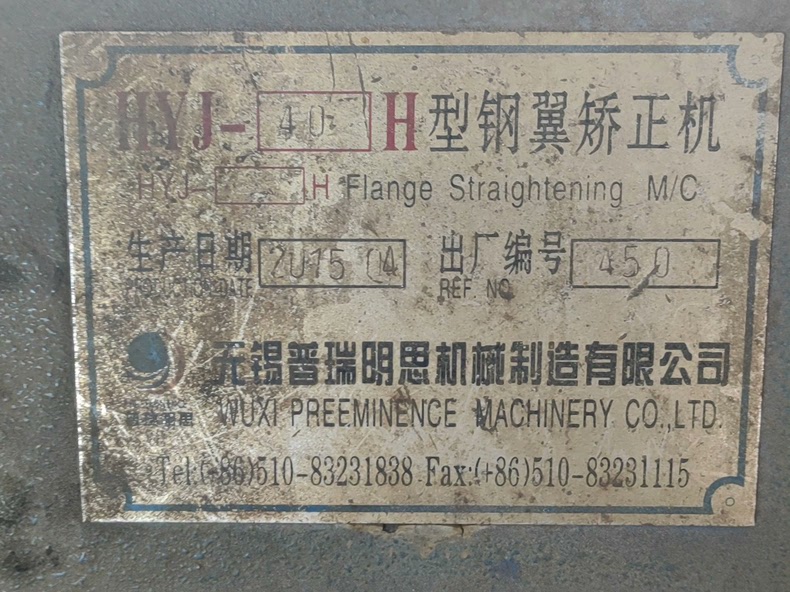 HYJ-40 H型钢翼矫正机
HYJ- H Flange Straightening M/C
生产日期 2015 04 出厂编号 450
PRODUCTION DATE REF. NO
无锡普瑞明思机械制造有限公司
WUXI PREEMINENCE MACHINERY CO.,LTD.
Tel:(+86)510-83231838 Fax:(+86)510-83231115